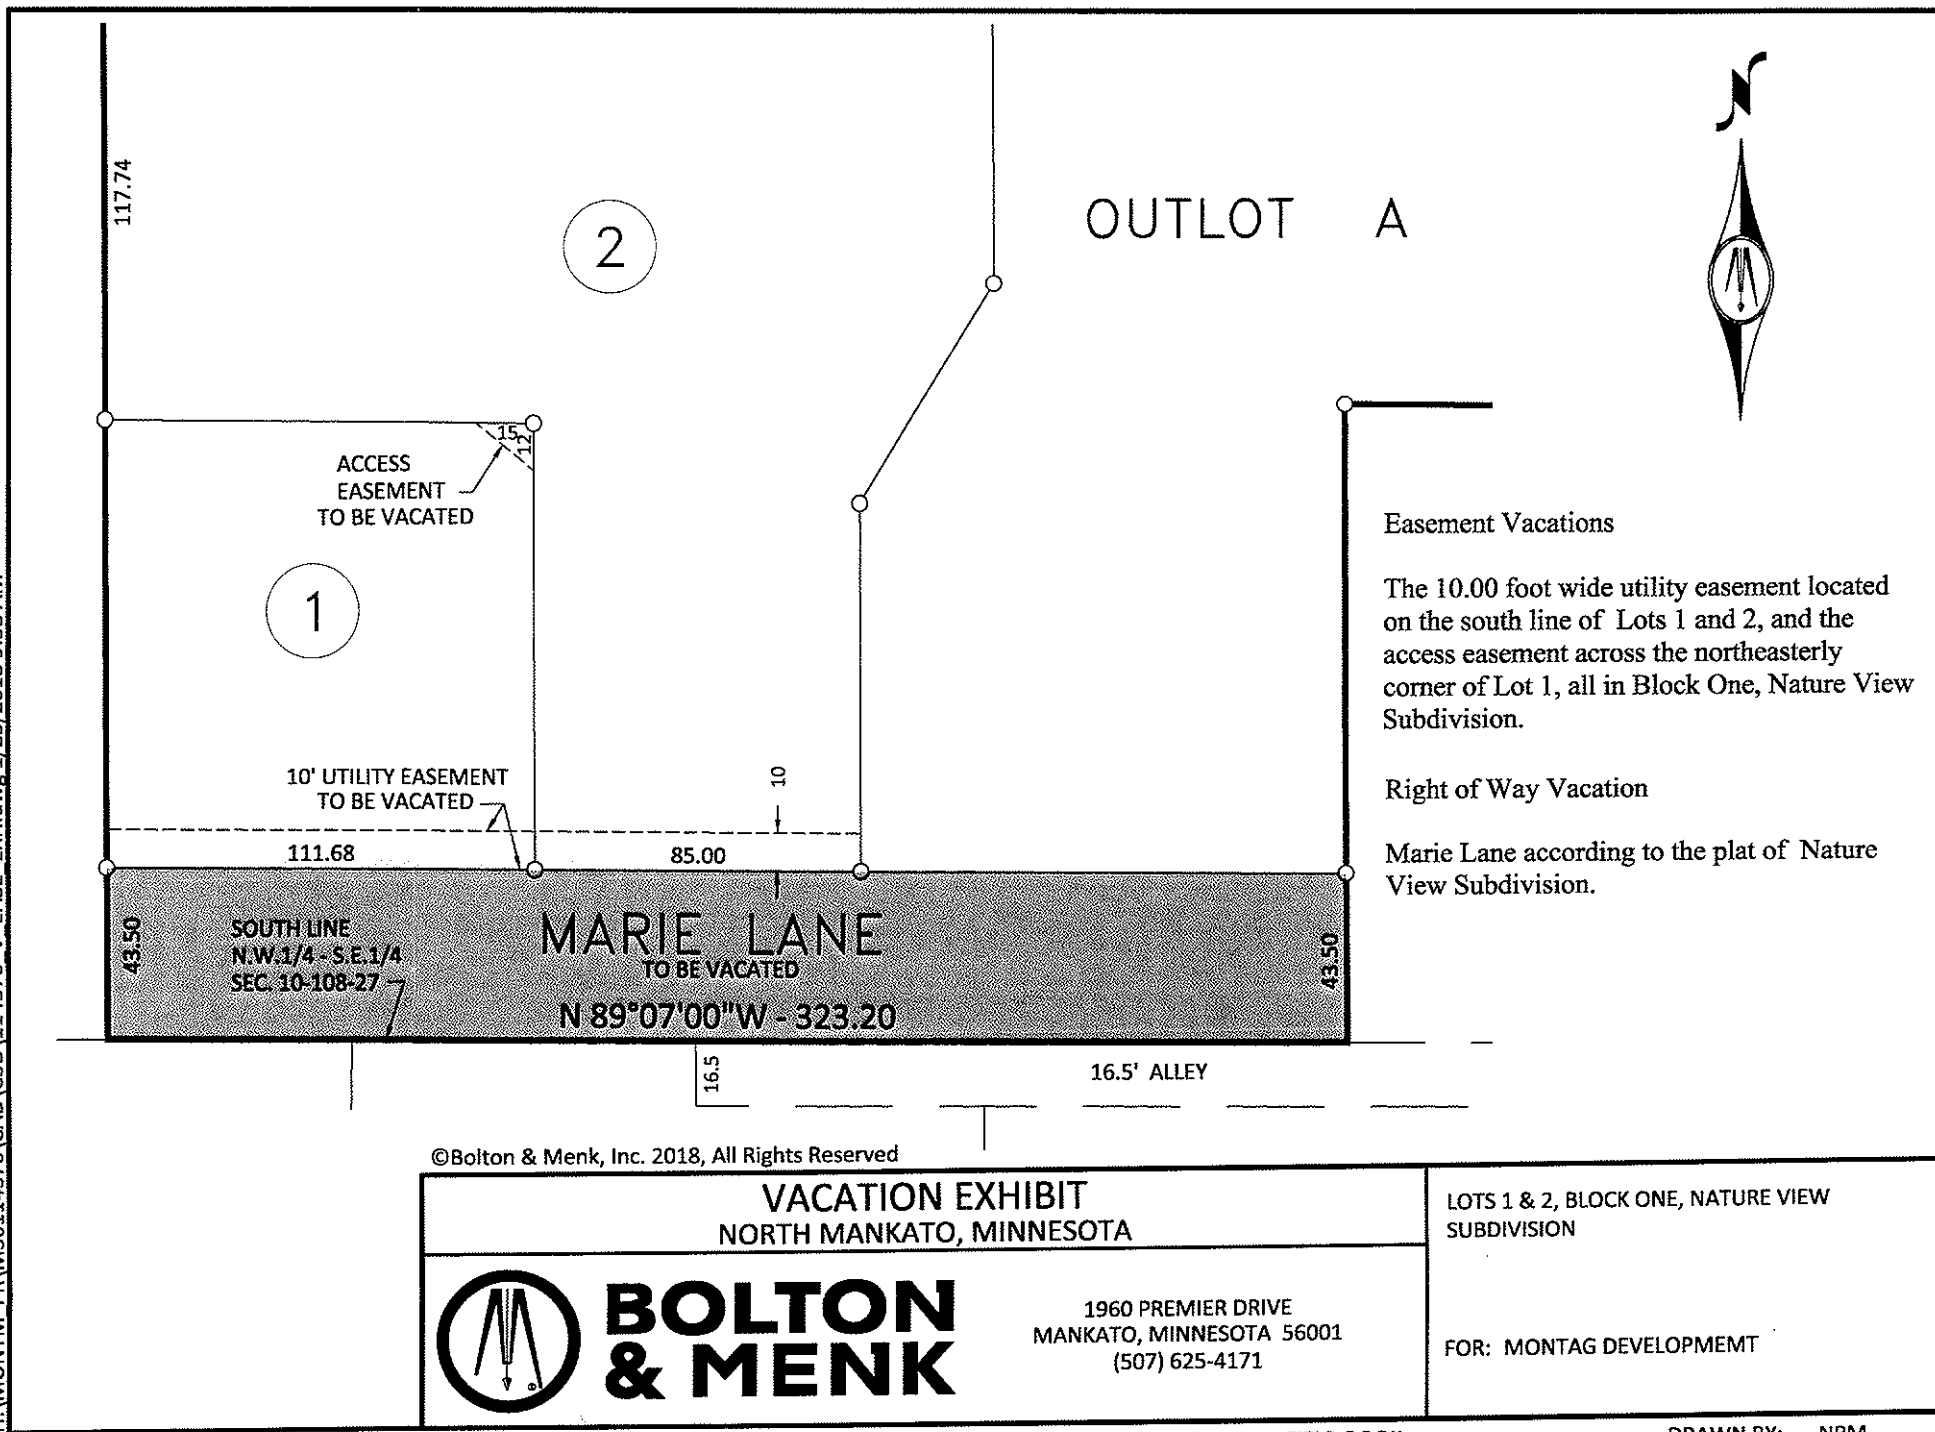 117.74
2
OUTLOT A
N
15
12
ACCESS
EASEMENT
TO BE VACATED
1
Easement Vacations
The 10.00 foot wide utility easement located
on the south line of Lots 1 and 2, and the
access easement across the northeasterly
corner of Lot 1, all in Block One, Nature View
Subdivision.
Right of Way Vacation
Marie Lane according to the plat of Nature
View Subdivision.
10' UTILITY EASEMENT
TO BE VACATED
10
111.68
85.00
43.50
SOUTH LINE
N.W.1/4 - S.E.1/4
SEC. 10-108-27
MARIE LANE
TO BE VACATED
N 89°07'00"W - 323.20
43.50
16.5
16.5' ALLEY
©Bolton & Menk, Inc. 2018, All Rights Reserved
VACATION EXHIBIT
NORTH MANKATO, MINNESOTA
BOLTON
& MENK
®
1960 PREMIER DRIVE
MANKATO, MINNESOTA 56001
(507) 625-4171
LOTS 1 & 2, BLOCK ONE, NATURE VIEW
SUBDIVISION
FOR: MONTAG DEVELOPMEMT
DRAWN BY: